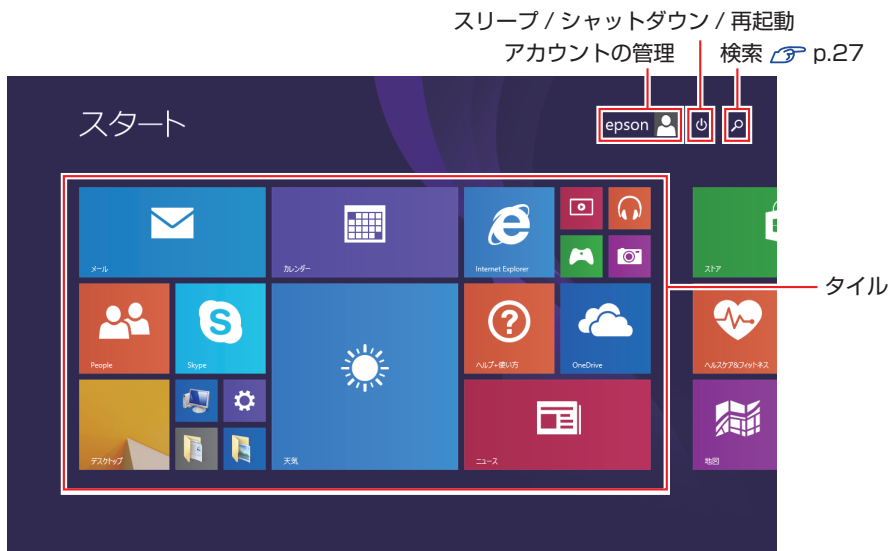 スリープ / シャットダウン / 再起動
アカウントの管理 検索 p.27
スタート
epson
メール
カレンダー
Internet Explorer
ストア
タイル
People
Skype
ヘルプ+使い方
OneDrive
ヘルスケア&フィットネス
デスクトップ
天気
ニュース
地図